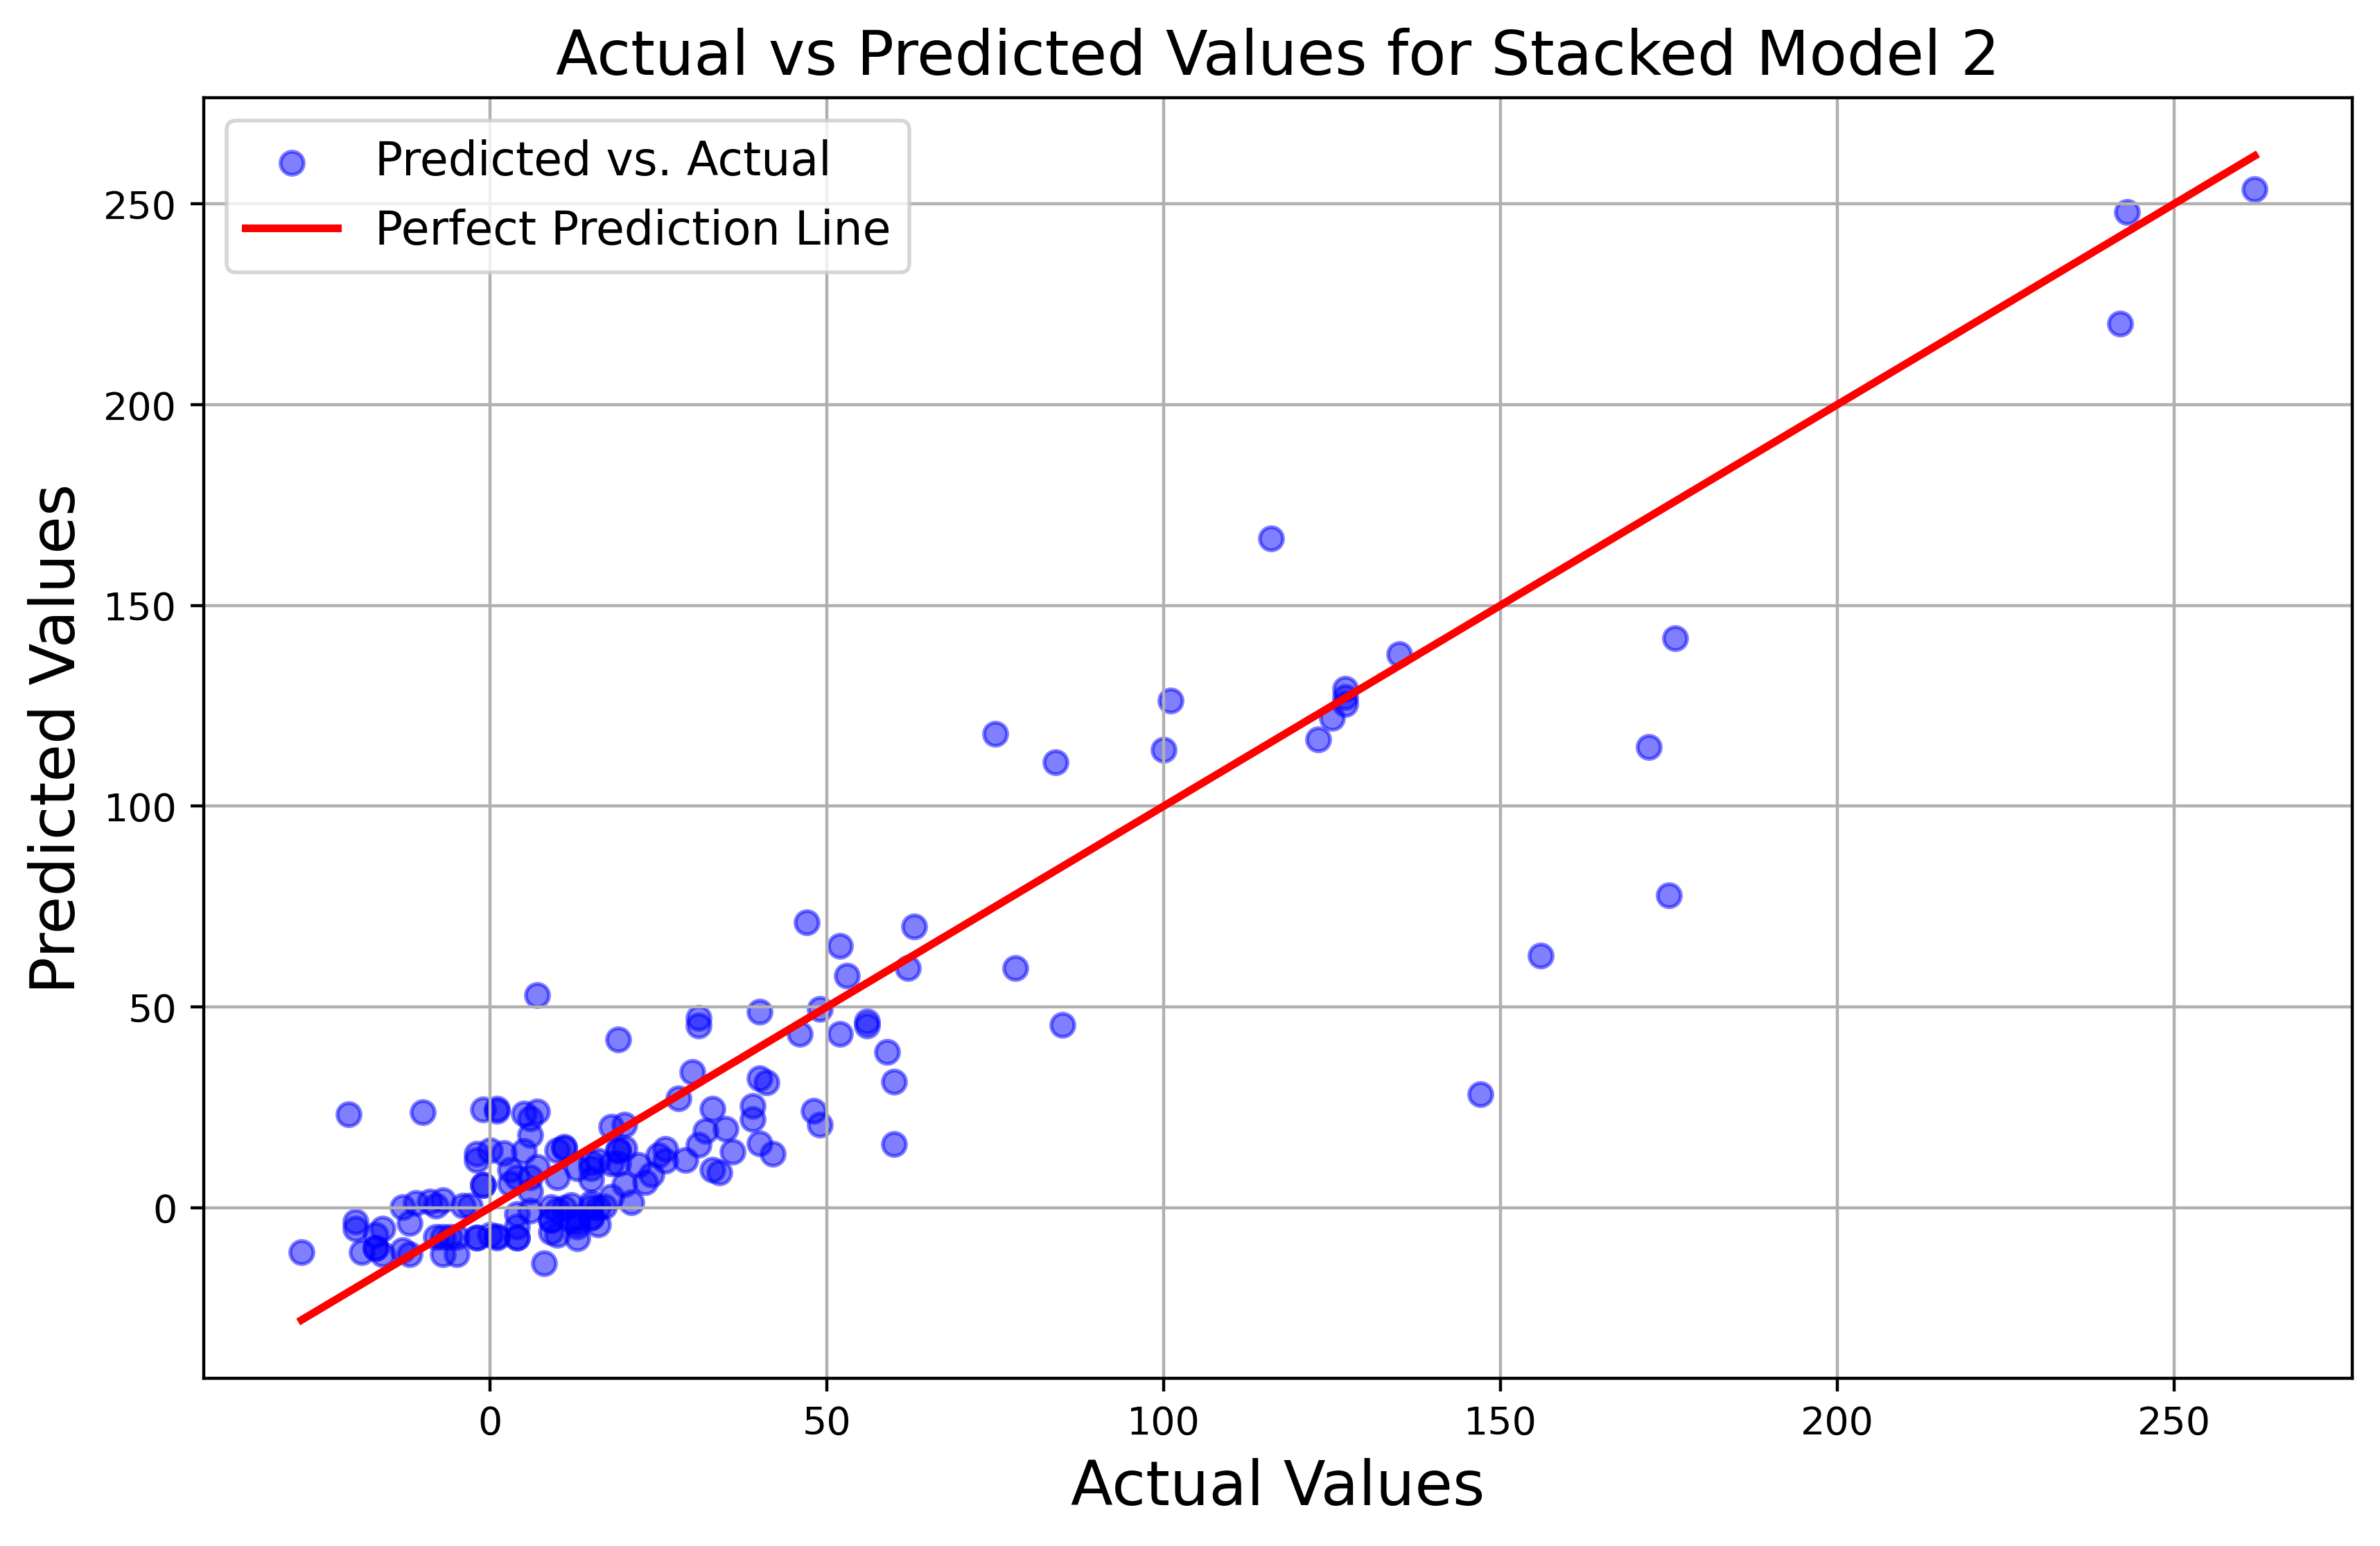 Actual vs Predicted Values for Stacked Model 2
Predicted vs. Actual
Perfect Prediction Line
Predicted Values
250
200
150
100
50
0
0 50 100 150 200 250
Actual Values